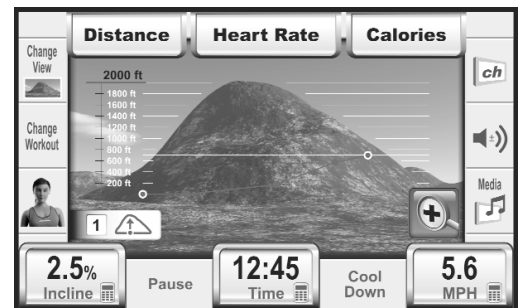 Distance
Heart Rate
Calories
Change
View
2000 ft
1800 ft
1600 ft
1400 ft
1200 ft
1000 ft
800 ft
600 ft
400 ft
200 ft
ch
Change
Workout
±
Media
1
2.5%
Incline
Pause
12:45
Time
Cool
Down
5.6
MPH